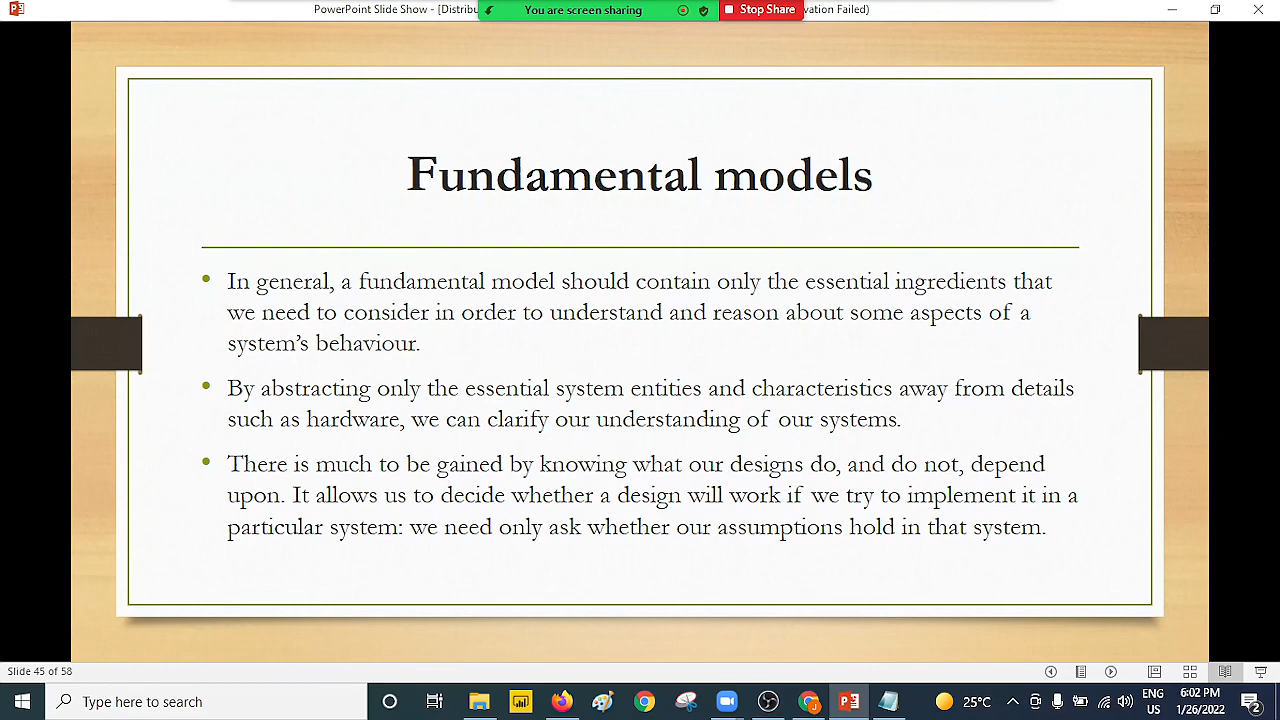 PowerPoint Slide Show - [Distribu
You are screen sharing
Stop Share
vation Failed)
Fundamental models
• In general, a fundamental model should contain only the essential ingredients that
we need to consider in order to understand and reason about some aspects of a
system’s behaviour.
• By abstracting only the essential system entities and characteristics away from details
such as hardware, we can clarify our understanding of our systems.
• There is much to be gained by knowing what our designs do, and do not, depend
upon. It allows us to decide whether a design will work if we try to implement it in a
particular system: we need only ask whether our assumptions hold in that system.
Slide 45 of 58
Type here to search
25°C
ENG
US
6:02 PM
1/26/2022
2